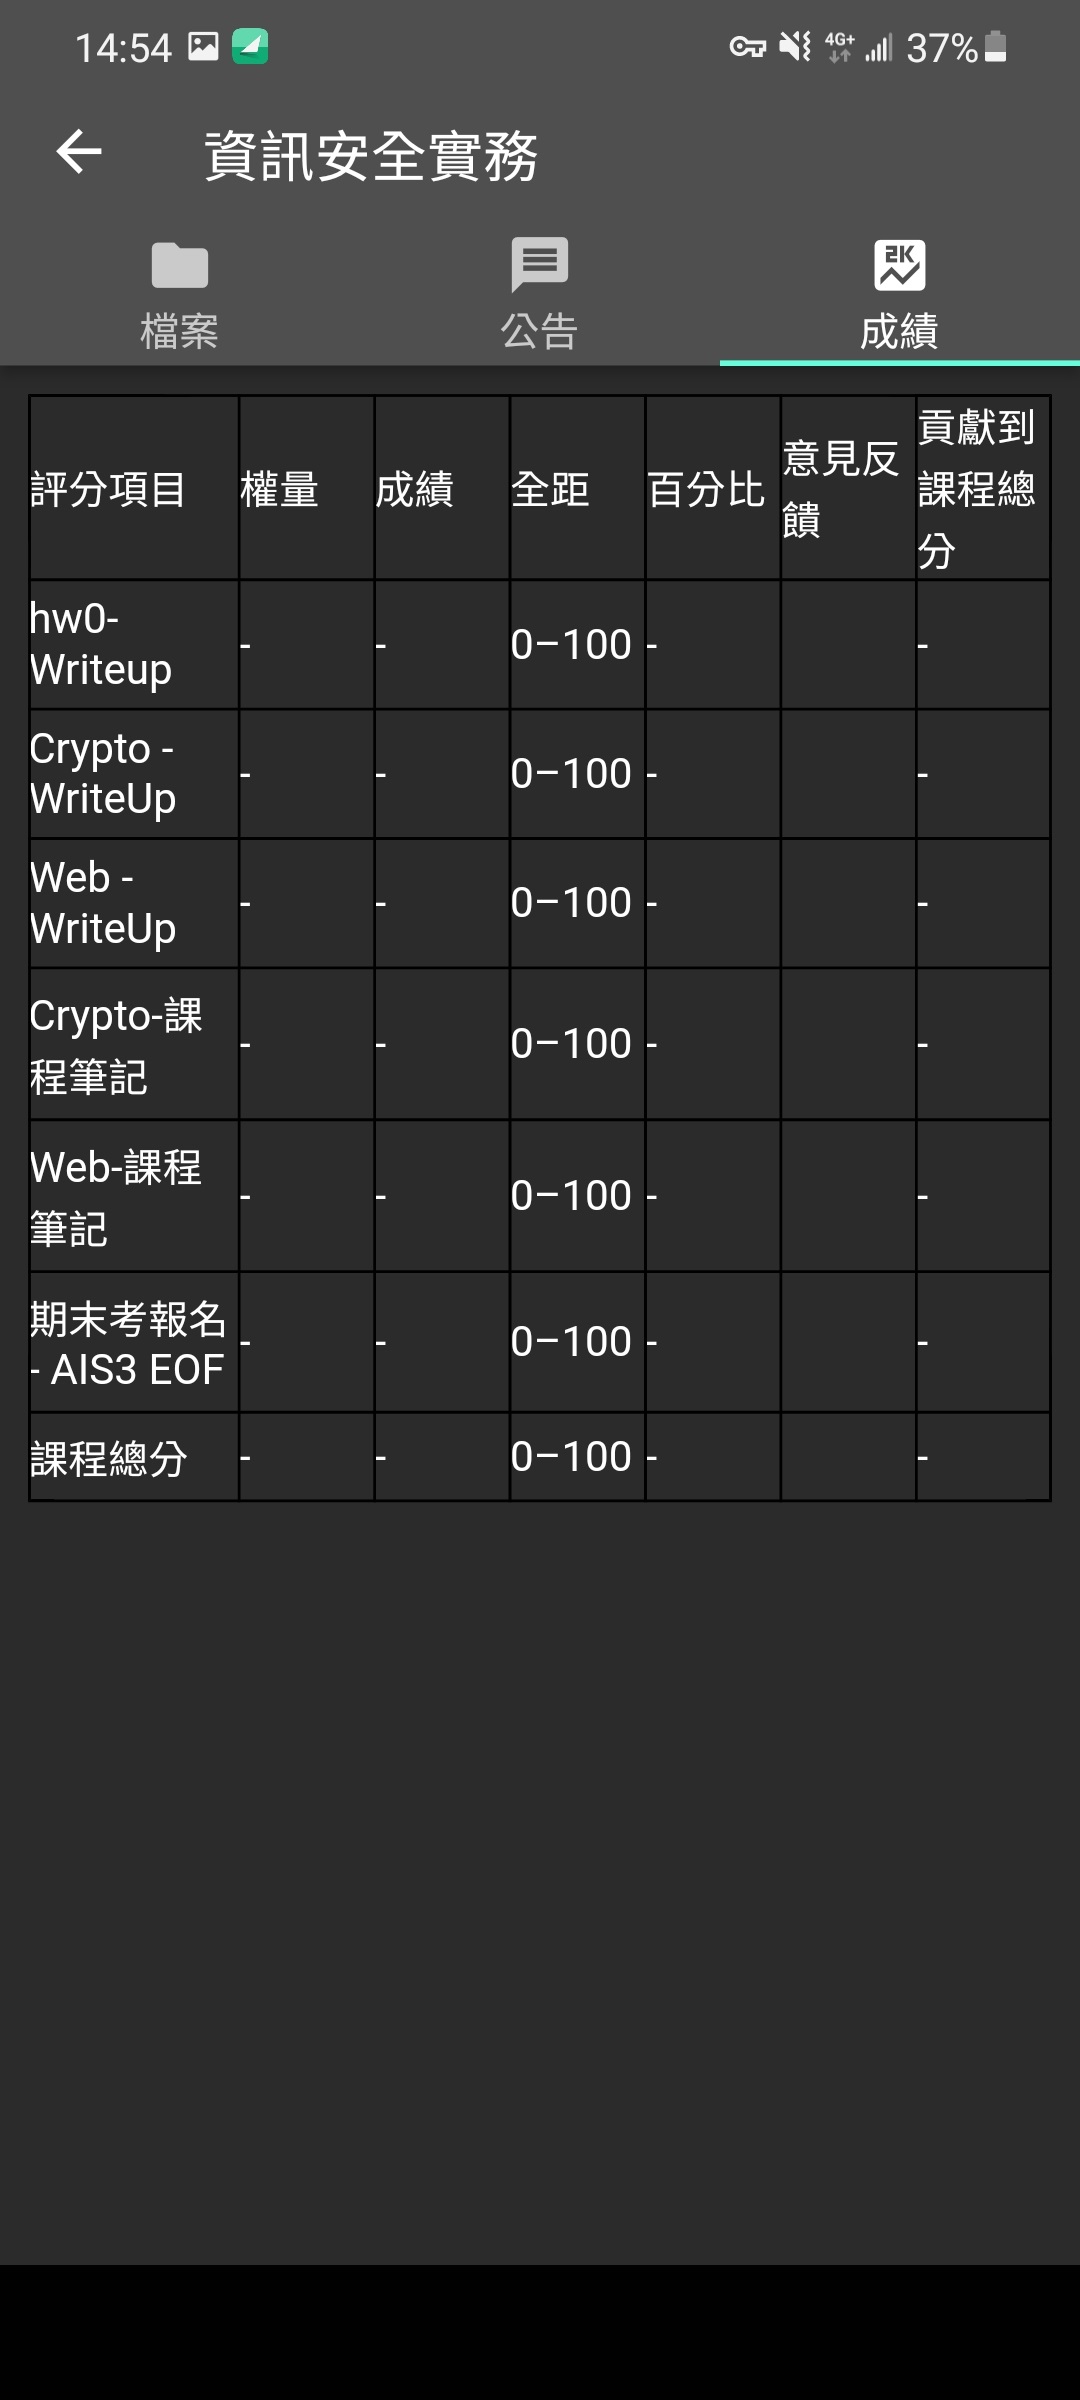 14:54
4G+
37%
資訊安全實務
檔案
公告
成績
評分項目 權量 成績 全距 百分比 意見反饋 貢獻到課程總分
hw0-
Writeup - - 0–100 - -
Crypto -
WriteUp - - 0–100 - -
Web -
WriteUp - - 0–100 - -
Crypto-課
程筆記 - - 0–100 - -
Web-課程
筆記 - - 0–100 - -
期末考報名
- AIS3 EOF - - 0–100 - -
課程總分 - - 0–100 - -